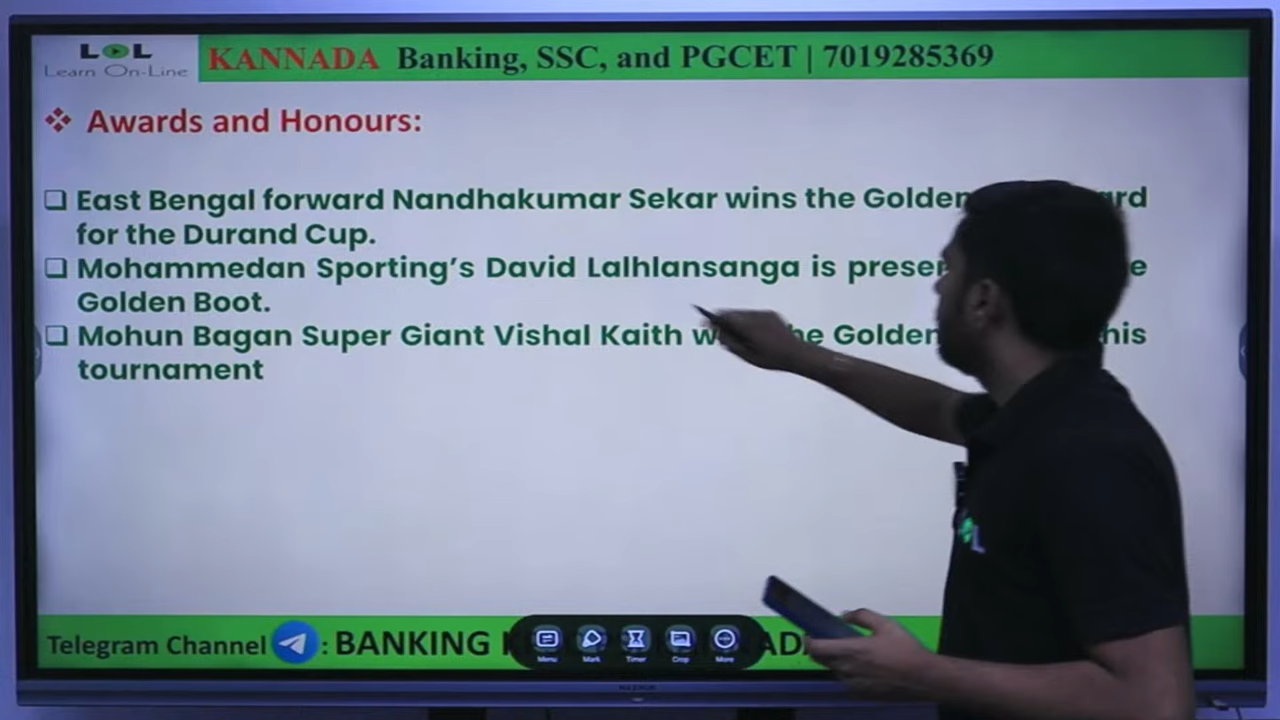 LOL
Learn On-Line
KANNADA Banking, SSC, and PGCET | 7019285369
Awards and Honours:
East Bengal forward Nandhakumar Sekar wins the Golden
for the Durand Cup.
Mohammedan Sporting's David Lalhlansanga is
Golden Boot.
Mohun Bagan Super Giant Vishal Kaith the Golden
tournament
Telegram Channel : BANKING
Menu Mark Timer Crop More